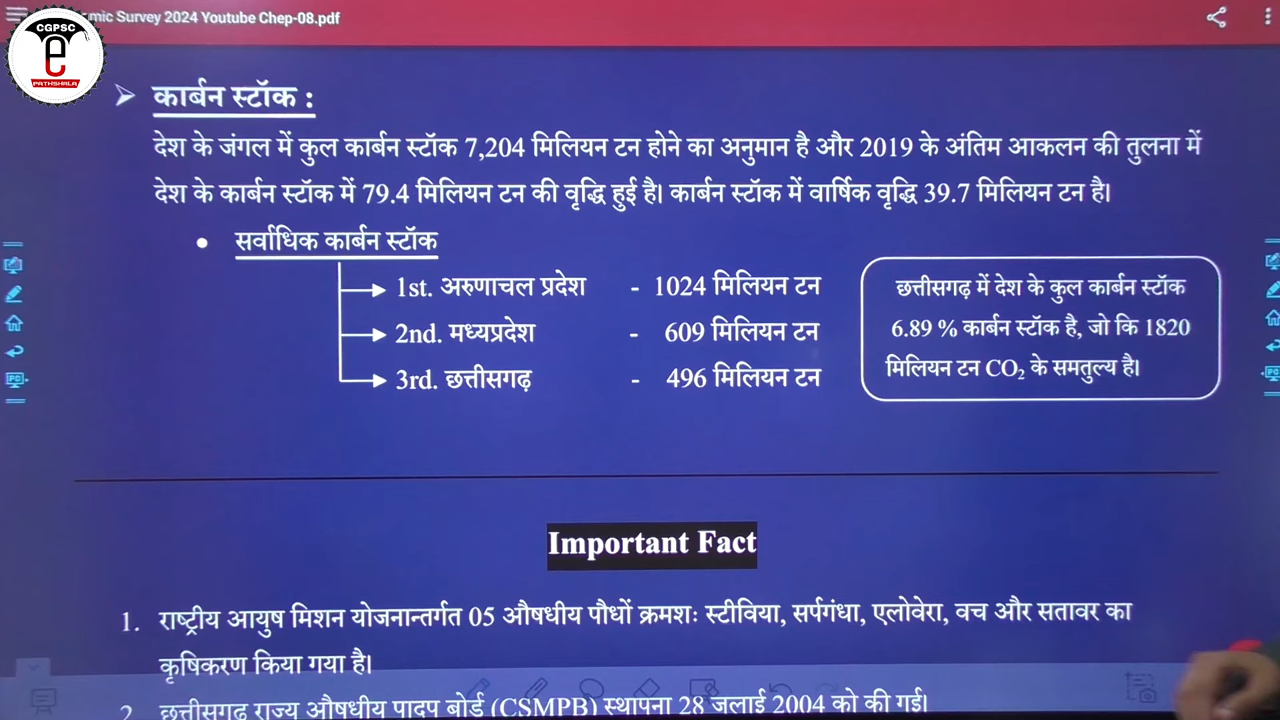 mic Survey 2024 Youtube Chep-08.pdf
CGPSC
e
PATHSHALA
कार्बन स्टॉक :
देश के जंगल में कुल कार्बन स्टॉक 7,204 मिलियन टन होने का अनुमान है और 2019 के अंतिम आकलन की तुलना में
देश के कार्बन स्टॉक में 79.4 मिलियन टन की वृद्धि हुई है। कार्बन स्टॉक में वार्षिक वृद्धि 39.7 मिलियन टन है।
• सर्वाधिक कार्बन स्टॉक
1st. अरुणाचल प्रदेश - 1024 मिलियन टन
2nd. मध्यप्रदेश - 609 मिलियन टन
3rd. छत्तीसगढ़ - 496 मिलियन टन
छत्तीसगढ़ में देश के कुल कार्बन स्टॉक
6.89 % कार्बन स्टॉक है, जो कि 1820
मिलियन टन CO₂ के समतुल्य है।
Important Fact
1. राष्ट्रीय आयुष मिशन योजनान्तर्गत 05 औषधीय पौधों क्रमशः स्टीविया, सर्पगंधा, एलोवेरा, वच और सतावर का
कृषिकरण किया गया है।
2. छत्तीसगढ़ राज्य औषधीय पादप बोर्ड (CSMPB) स्थापना 28 जुलाई 2004 को की गई।